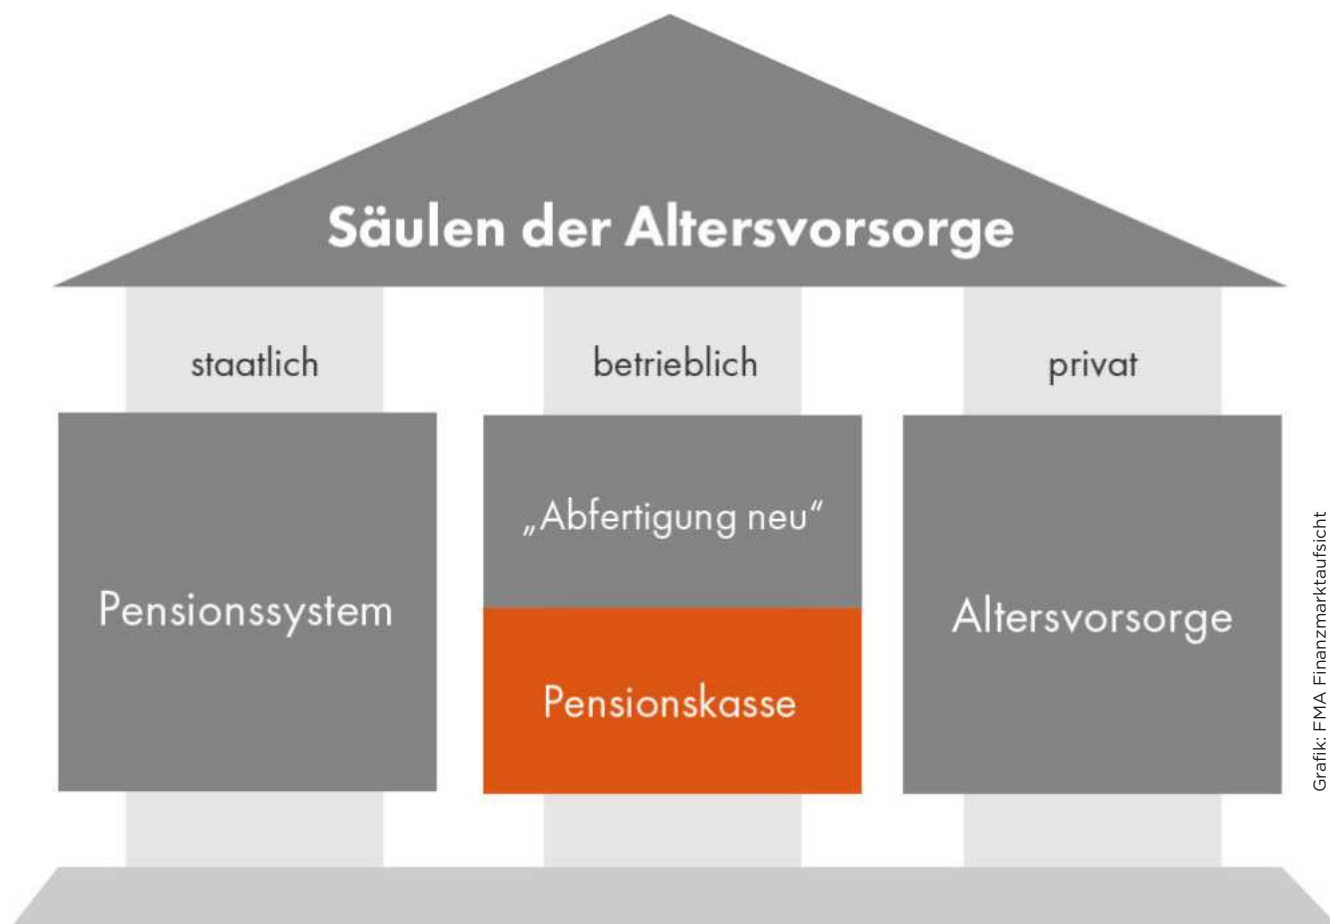 Säulen der Altersvorsorge
staatlich
betrieblich
privat
Pensionssystem
„Abfertigung neu“
Pensionskasse
Altersvorsorge
Grafik: FMA Finanzmarktaufsicht